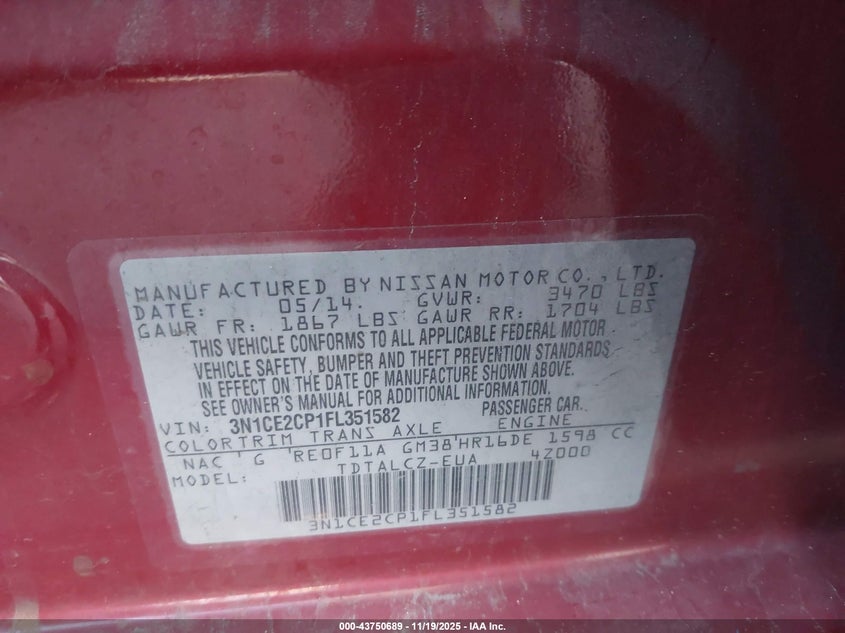 MANUFACTURED BY NISSAN MOTOR CO., LTD.
DATE: 05/14. GVWR: 3470 LBS
GAWR FR: 1867 LBS GAWR RR: 1704 LBS
THIS VEHICLE CONFORMS TO ALL APPLICABLE FEDERAL MOTOR
VEHICLE SAFETY, BUMPER AND THEFT PREVENTION STANDARDS
IN EFFECT ON THE DATE OF MANUFACTURE SHOWN ABOVE.
SEE OWNER'S MANUAL FOR ADDITIONAL INFORMATION.
VIN: 3N1CE2CP1FL351582 PASSENGER CAR.
COLOR TRIM TRANS AXLE ENGINE
NAC ' G 'RE0F11A GM38'HR16DE 1598 CC
MODEL: TDTALCZ-EUA 4Z000
3N1CE2CP1FL351582
000-43750689 - 11/19/2025 - IAA, Inc.